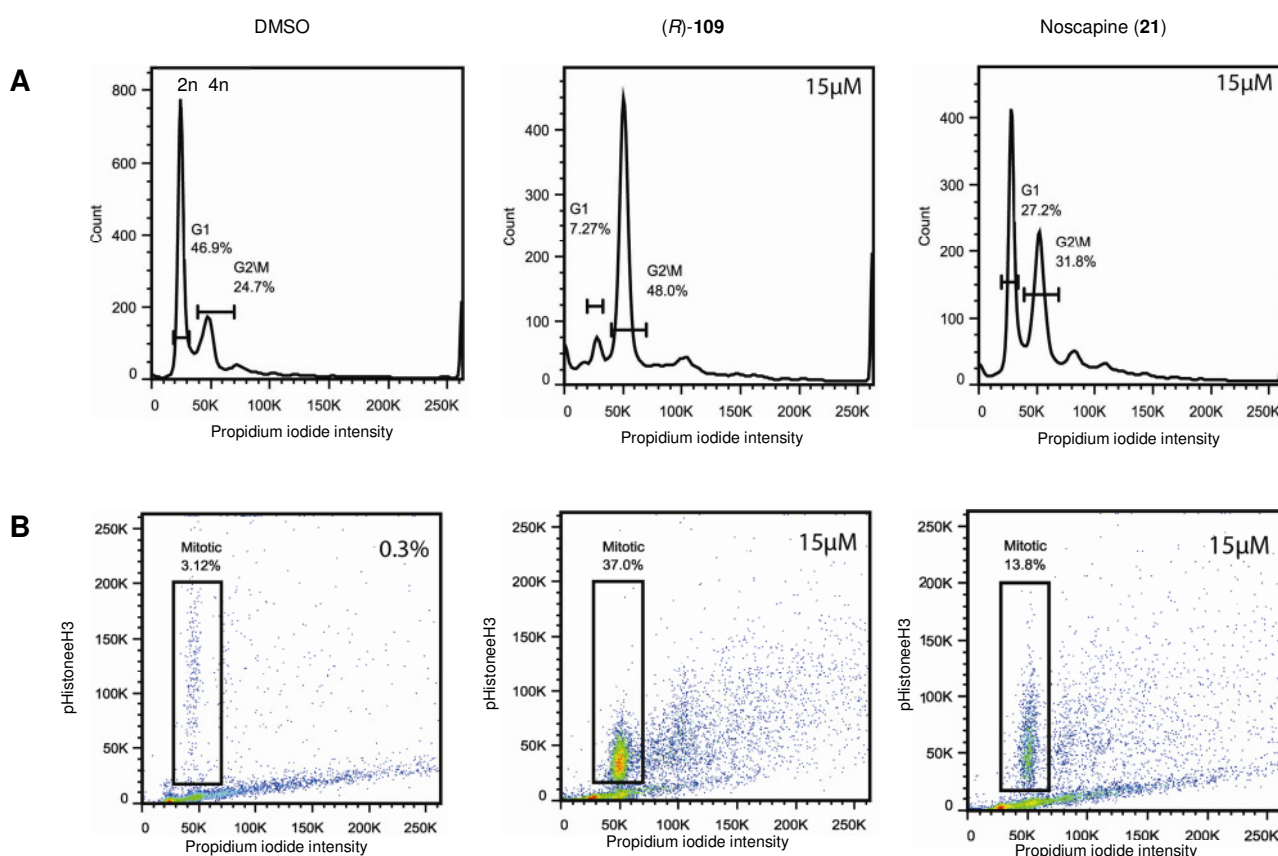 DMSO
(R)-109
Noscapine (21)
A
2n 4n
800
600
400
200
0
Count
G1
46.9%
G2\M
24.7%
0 50K 100K 150K 200K 250K
Propidium iodide intensity
15µM
400
300
200
100
0
Count
G1
7.27%
G2\M
48.0%
0 50K 100K 150K 200K 250K
Propidium iodide intensity
15µM
400
300
200
100
0
Count
G1
27.2%
G2\M
31.8%
0 50K 100K 150K 200K 250K
Propidium iodide intensity
B
250K
200K
150K
100K
50K
0
pHistoneeH3
Mitotic
3.12%
0.3%
0 50K 100K 150K 200K 250K
Propidium iodide intensity
250K
200K
150K
100K
50K
0
pHistoneeH3
Mitotic
37.0%
15µM
0 50K 100K 150K 200K 250K
Propidium iodide intensity
250K
200K
150K
100K
50K
0
pHistoneeH3
Mitotic
13.8%
15µM
0 50K 100K 150K 200K 250K
Propidium iodide intensity